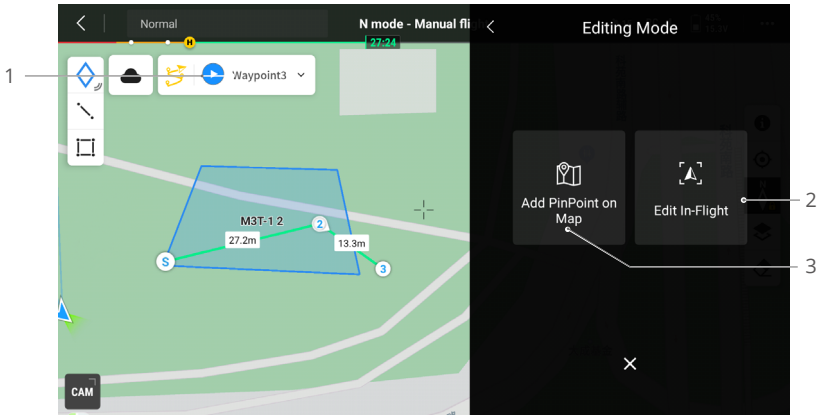 Normal
N mode - Manual fli
Editing Mode
H
27:24
1
Waypoint3
Add PinPoint on
Map
Edit In-Flight
2
M3T-1 2
2
27.2m
13.3m
S
3
3
CAM